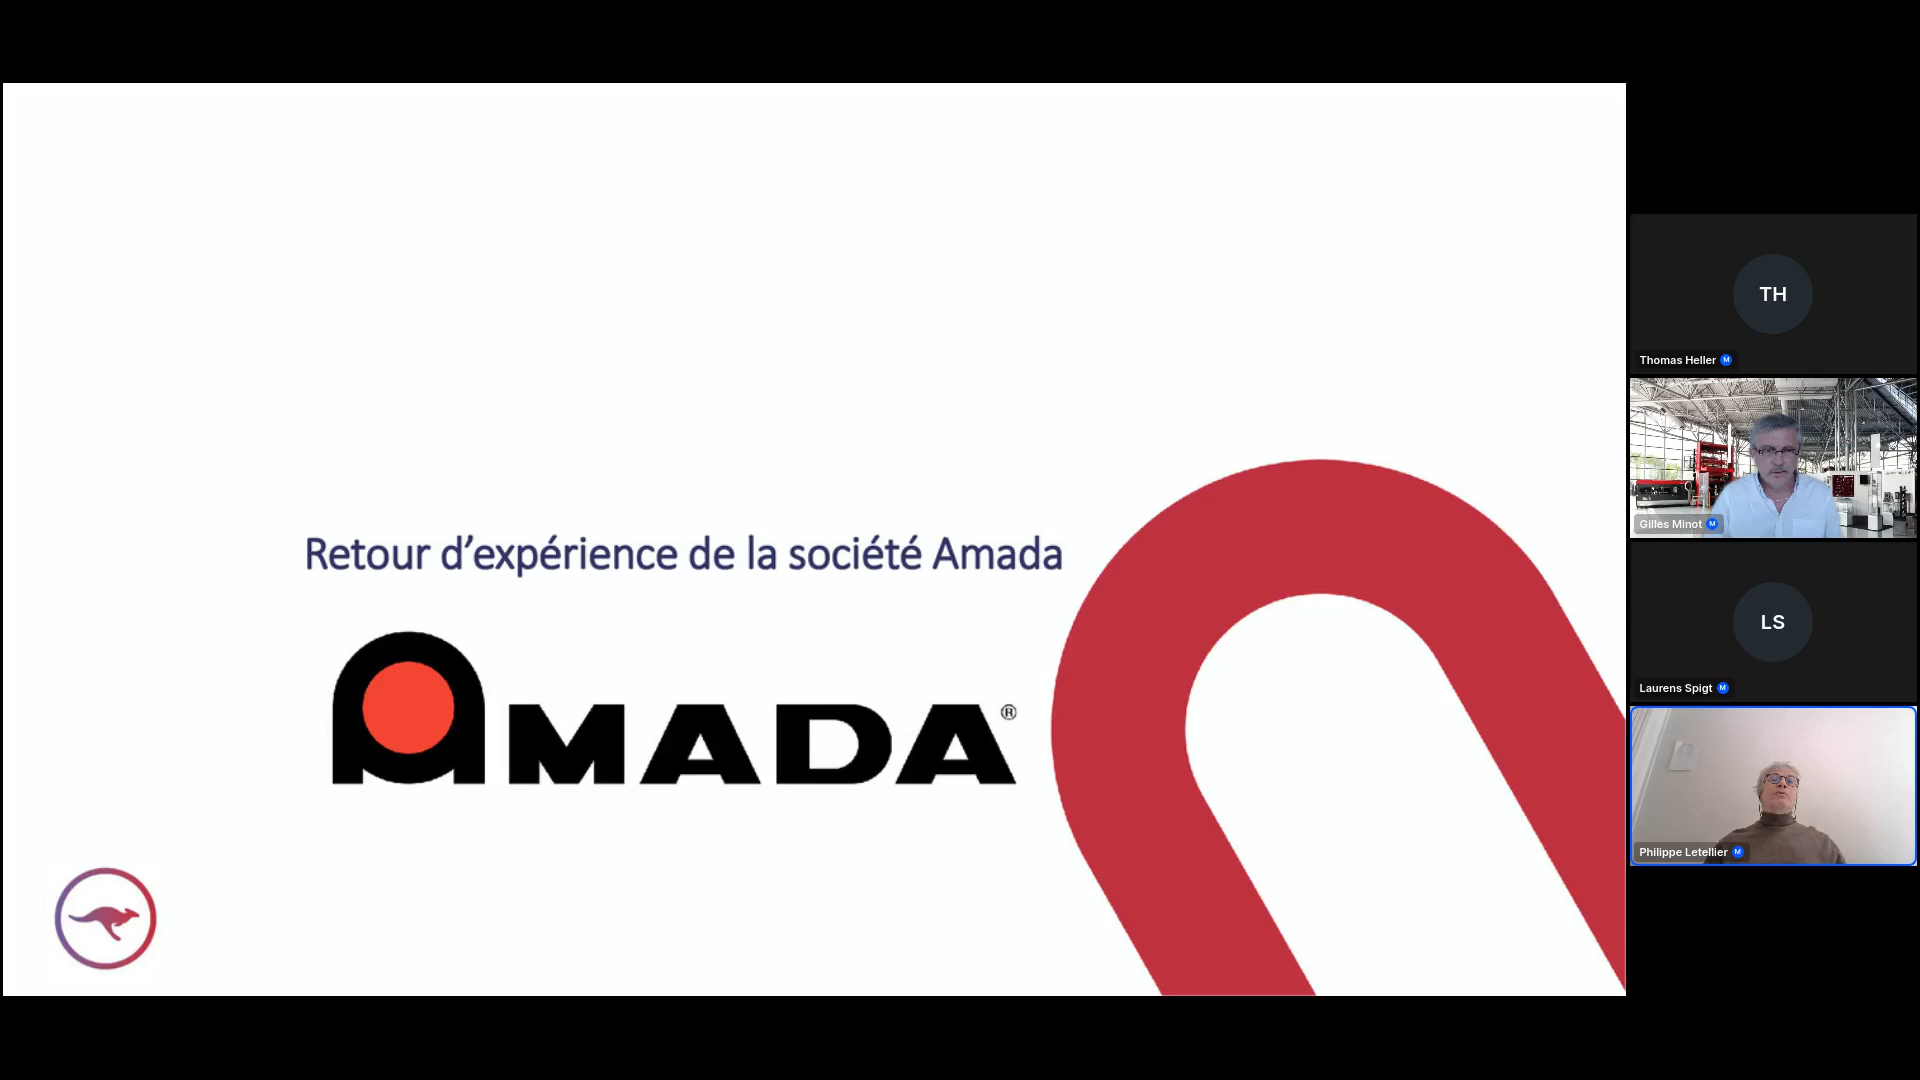 Retour d'expérience de la société Amada
AMADA®
TH
Thomas Heller M
Gilles Minot M
LS
Laurens Spigt M
Philippe Letellier M